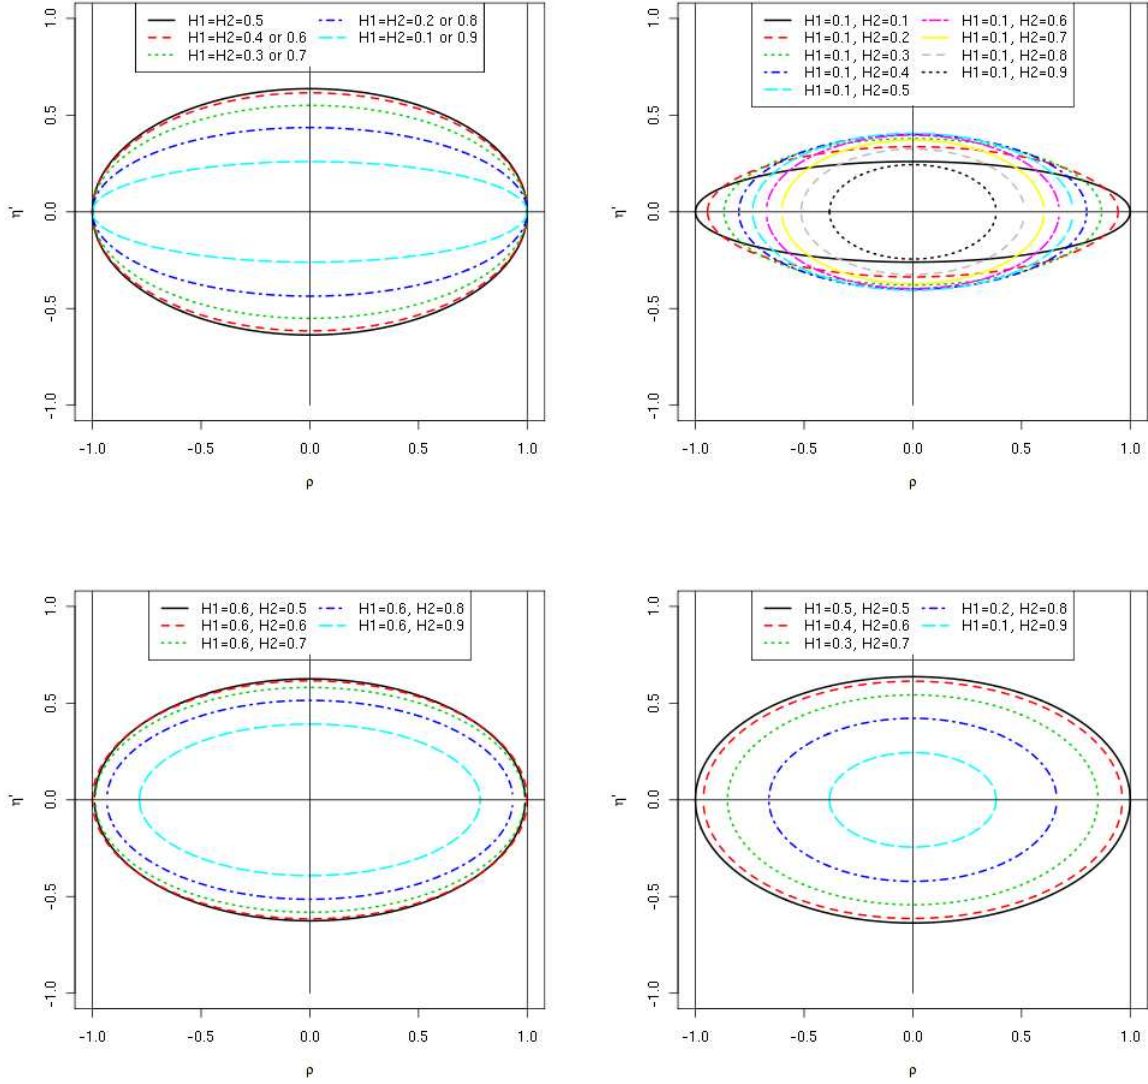 H1=H2=0.5
H1=H2=0.4 or 0.6
H1=H2=0.3 or 0.7
H1=H2=0.2 or 0.8
H1=H2=0.1 or 0.9
1.0
0.5
0.0
-0.5
-1.0
η'
-1.0 -0.5 0.0 0.5 1.0
ρ
H1=0.1, H2=0.1
H1=0.1, H2=0.2
H1=0.1, H2=0.3
H1=0.1, H2=0.4
H1=0.1, H2=0.5
H1=0.1, H2=0.6
H1=0.1, H2=0.7
H1=0.1, H2=0.8
H1=0.1, H2=0.9
1.0
0.5
0.0
-0.5
-1.0
η'
-1.0 -0.5 0.0 0.5 1.0
ρ
H1=0.6, H2=0.5
H1=0.6, H2=0.6
H1=0.6, H2=0.7
H1=0.6, H2=0.8
H1=0.6, H2=0.9
1.0
0.5
0.0
-0.5
-1.0
η'
-1.0 -0.5 0.0 0.5 1.0
ρ
H1=0.5, H2=0.5
H1=0.4, H2=0.6
H1=0.3, H2=0.7
H1=0.2, H2=0.8
H1=0.1, H2=0.9
1.0
0.5
0.0
-0.5
-1.0
η'
-1.0 -0.5 0.0 0.5 1.0
ρ